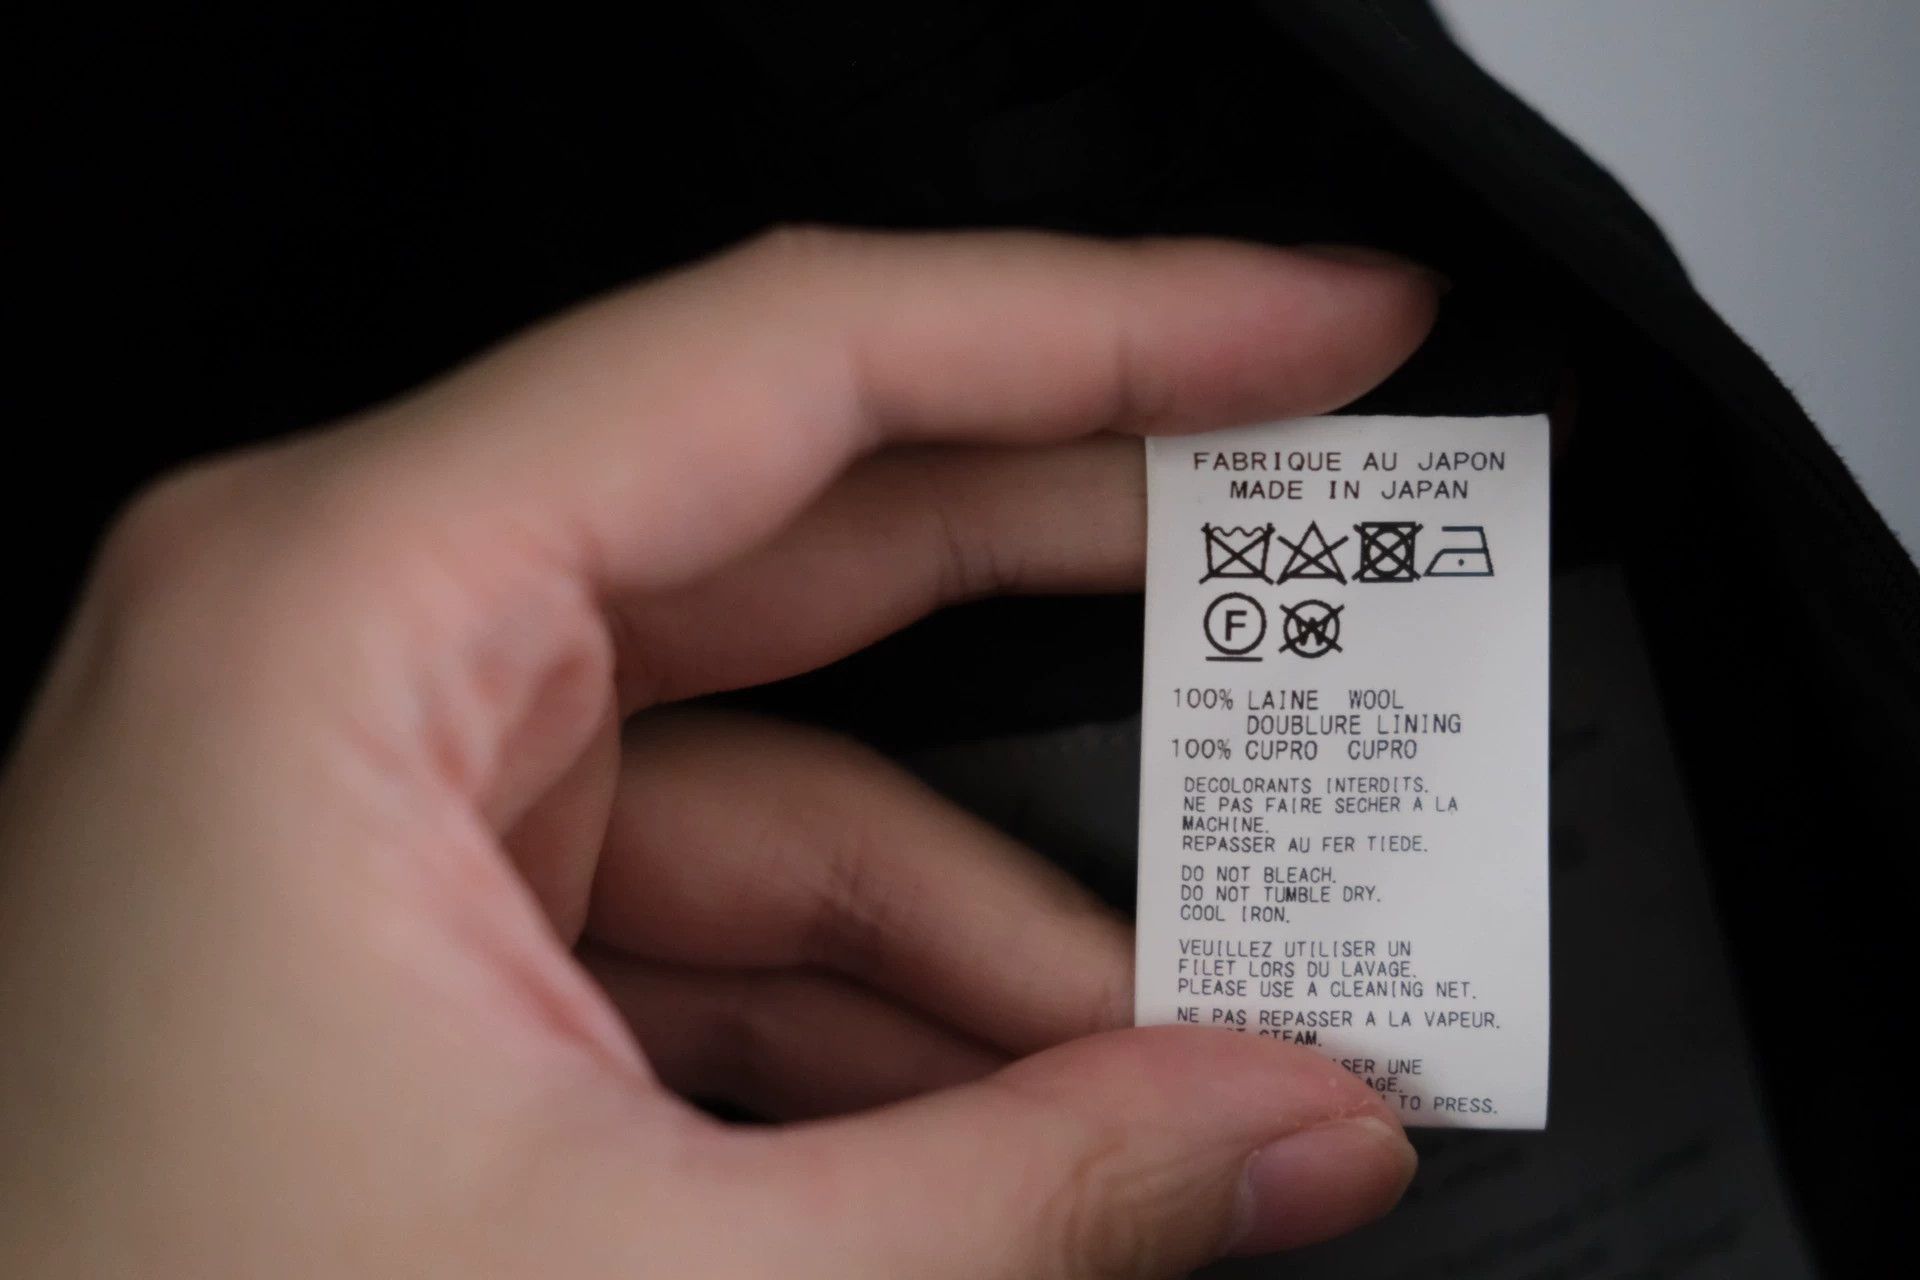 FABRIQUE AU JAPON
MADE IN JAPAN
F W
100% LAINE WOOL
DOUBLURE LINING
100% CUPRO CUPRO
DECOLORANTS INTERDITS.
NE PAS FAIRE SECHER A LA
MACHINE.
REPASSER AU FER TIEDE.
DO NOT BLEACH.
DO NOT TUMBLE DRY.
COOL IRON.
VEUILLEZ UTILISER UN
FILET LORS DU LAVAGE.
PLEASE USE A CLEANING NET.
NE PAS REPASSER A LA VAPEUR.
STEAM.
UNE
TO PRESS.